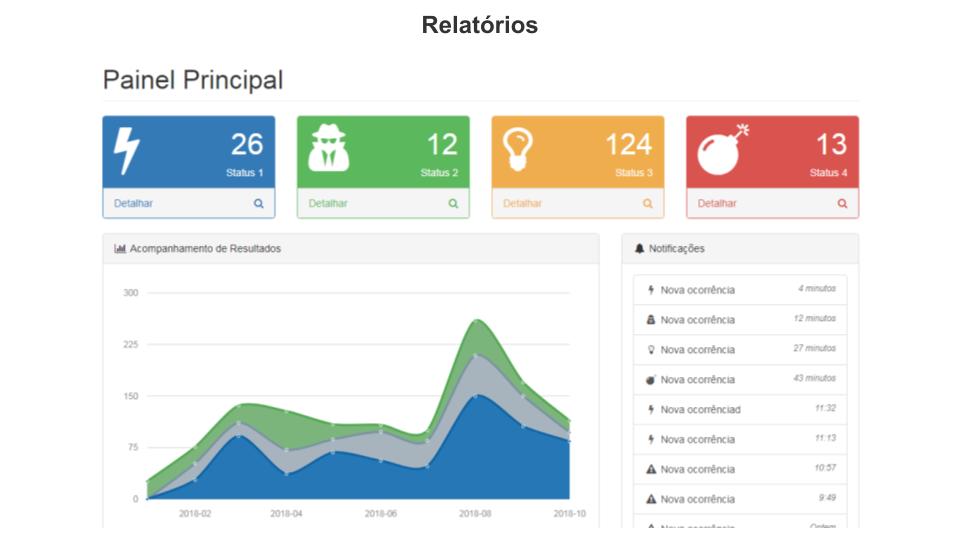 Relatórios
Painel Principal
26
Status 1
Detalhar
12
Status 2
Detalhar
124
Status 3
Detalhar
13
Status 4
Detalhar
Acompanhamento de Resultados
300
225
150
75
0
2018-02 2018-04 2018-06 2018-08 2018-10
Notificações
Nova ocorrência 4 minutos
Nova ocorrência 12 minutos
Nova ocorrência 27 minutos
Nova ocorrência 43 minutos
Nova ocorrênciad 11:32
Nova ocorrência 11:13
Nova ocorrência 10:57
Nova ocorrência 9:49